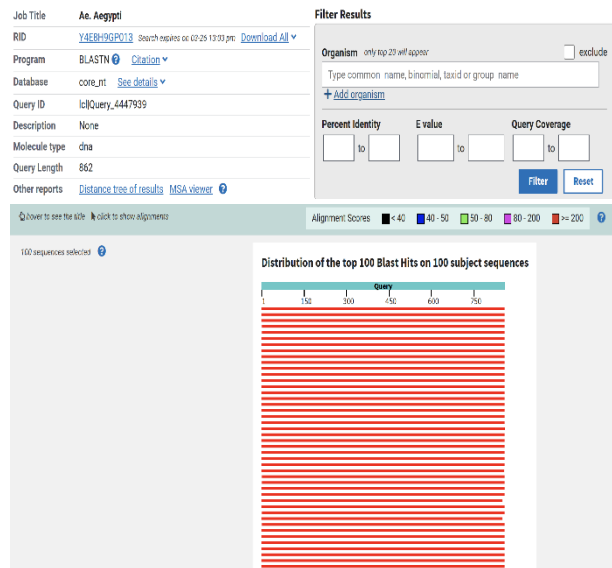 Job Title Ae. Aegypti
RID Y4EBH9GP013 Search expires on 02-26 13:03 pm Download All
Program BLASTN ? Citation
Database core_nt See details
Query ID lcl|Query_4447939
Description None
Molecule type dna
Query Length 862
Other reports Distance tree of results MSA viewer ?
Filter Results
Organism only top 20 will appear exclude
Type common name, binomial, taxid or group name
+ Add organism
Percent Identity E value Query Coverage
to to to
Filter Reset
hover to see the title click to show alignments Alignment Scores < 40 40 - 50 50 - 80 80 - 200 >= 200 ?
100 sequences selected ?
Distribution of the top 100 Blast Hits on 100 subject sequences
Query
1 150 300 450 600 750